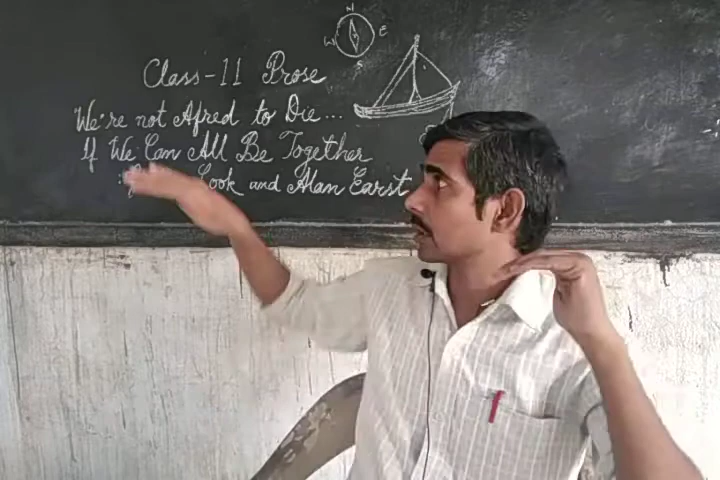 N
W E
S
Class-11 Prose
We're not Afred to Die...
If We Can All Be Together
Cook and Alan Earst